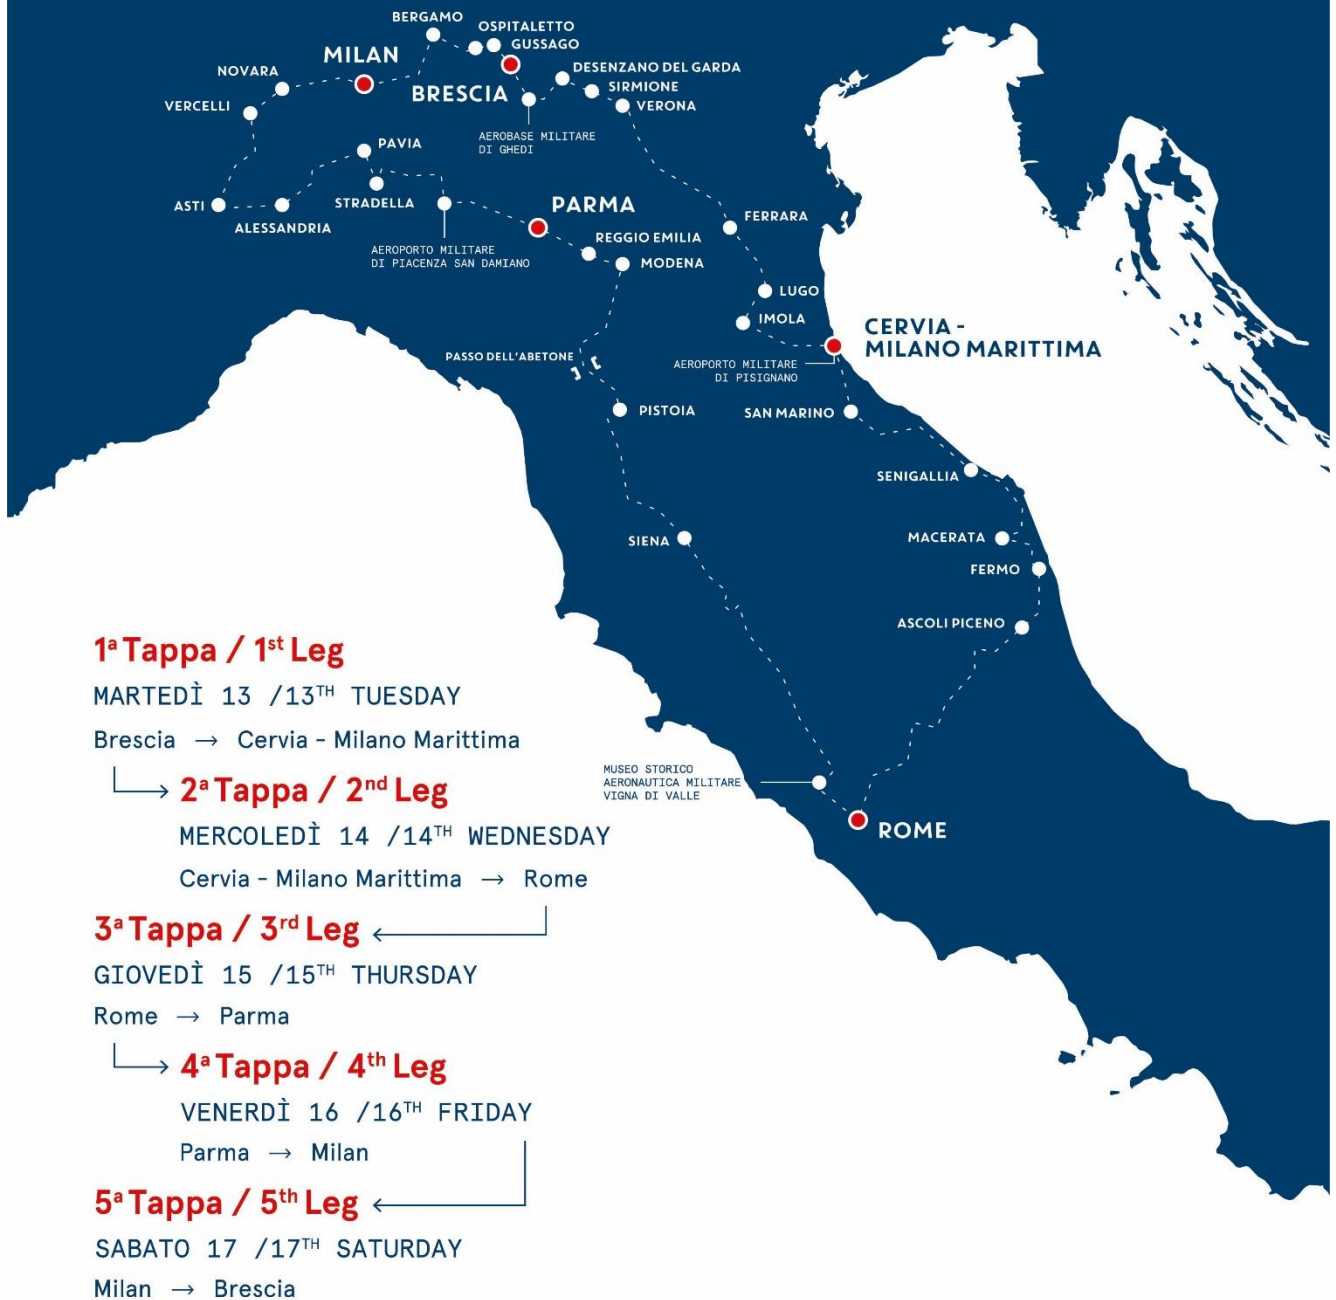 BERGAMO
OSPITALETTO
GUSSAGO
MILAN
DESENZANO DEL GARDA
NOVARA
SIRMIONE
BRESCIA
VERONA
VERCELLI
AEROBASE MILITARE
DI GHEDI
PAVIA
ASTI
STRADELLA
PARMA
ALESSANDRIA
FERRARA
REGGIO EMILIA
AEROPORTO MILITARE
DI PIACENZA SAN DAMIANO
MODENA
LUGO
IMOLA
CERVIA -
MILANO MARITTIMA
PASSO DELL'ABETONE
AEROPORTO MILITARE
DI PISIGNANO
PISTOIA
SAN MARINO
SENIGALLIA
SIENA
MACERATA
FERMO
ASCOLI PICENO
MUSEO STORICO
AERONAUTICA MILITARE
VIGNA DI VALLE
ROME
1ª Tappa / 1st Leg
MARTEDÌ 13 /13TH TUESDAY
Brescia → Cervia - Milano Marittima
2ª Tappa / 2nd Leg
MERCOLEDÌ 14 /14TH WEDNESDAY
Cervia - Milano Marittima → Rome
3ª Tappa / 3rd Leg
GIOVEDÌ 15 /15TH THURSDAY
Rome → Parma
4ª Tappa / 4th Leg
VENERDÌ 16 /16TH FRIDAY
Parma → Milan
5ª Tappa / 5th Leg
SABATO 17 /17TH SATURDAY
Milan → Brescia